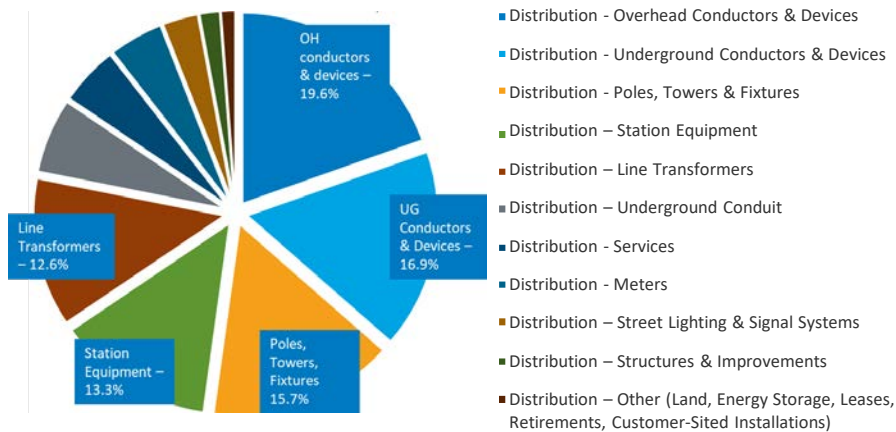 OH
conductors
& devices –
19.6%
UG
Conductors
& Devices –
16.9%
Poles,
Towers,
Fixtures
15.7%
Station
Equipment –
13.3%
Line
Transformers
– 12.6%
Distribution - Overhead Conductors & Devices
Distribution - Underground Conductors & Devices
Distribution - Poles, Towers & Fixtures
Distribution – Station Equipment
Distribution – Line Transformers
Distribution – Underground Conduit
Distribution - Services
Distribution - Meters
Distribution – Street Lighting & Signal Systems
Distribution – Structures & Improvements
Distribution – Other (Land, Energy Storage, Leases,
Retirements, Customer-Sited Installations)